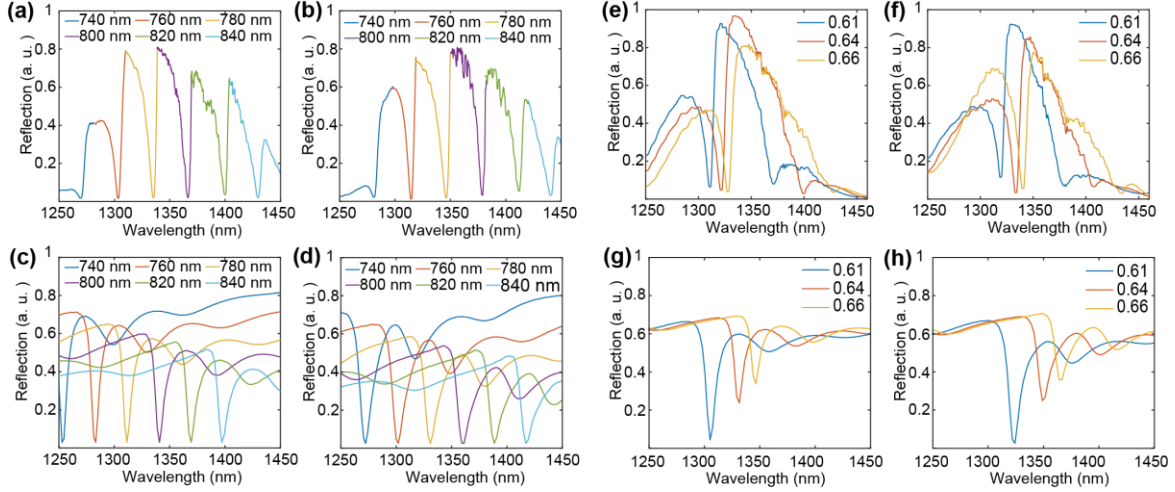 (a)
740 nm 760 nm 780 nm
800 nm 820 nm 840 nm
Reflection (a. u. )
1
0.8
0.6
0.4
0.2
1250 1300 1350 1400 1450
Wavelength (nm)
(b)
740 nm 760 nm 780 nm
800 nm 820 nm 840 nm
Reflection (a. u. )
1
0.8
0.6
0.4
0.2
1250 1300 1350 1400 1450
Wavelength (nm)
(e)
0.61
0.64
0.66
Reflection (a. u. )
1
0.8
0.6
0.4
0.2
1250 1300 1350 1400 1450
Wavelength (nm)
(f)
0.61
0.64
0.66
Reflection (a. u. )
1
0.8
0.6
0.4
0.2
1250 1300 1350 1400 1450
Wavelength (nm)
(c)
740 nm 760 nm 780 nm
800 nm 820 nm 840 nm
Reflection (a. u. )
1
0.8
0.6
0.4
0.2
1250 1300 1350 1400 1450
Wavelength (nm)
(d)
740 nm 760 nm 780 nm
800 nm 820 nm 840 nm
Reflection (a. u. )
1
0.8
0.6
0.4
0.2
1250 1300 1350 1400 1450
Wavelength (nm)
(g)
0.61
0.64
0.66
Reflection (a. u. )
1
0.8
0.6
0.4
0.2
1250 1300 1350 1400 1450
Wavelength (nm)
(h)
0.61
0.64
0.66
Reflection (a. u. )
1
0.8
0.6
0.4
0.2
1250 1300 1350 1400 1450
Wavelength (nm)